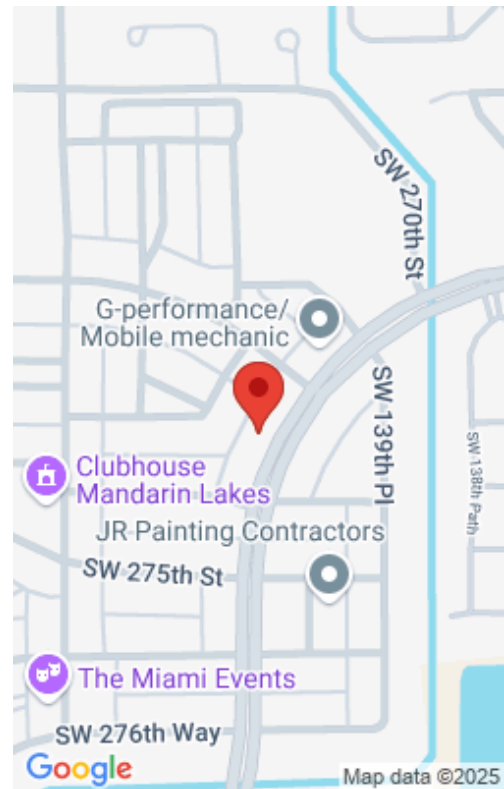 SW 270th St
G-performance/
Mobile mechanic
SW 139th Pl
SW 138th Path
Clubhouse
Mandarin Lakes
JR Painting Contractors
SW 275th St
The Miami Events
SW 276th Way
Google
Map data ©2025